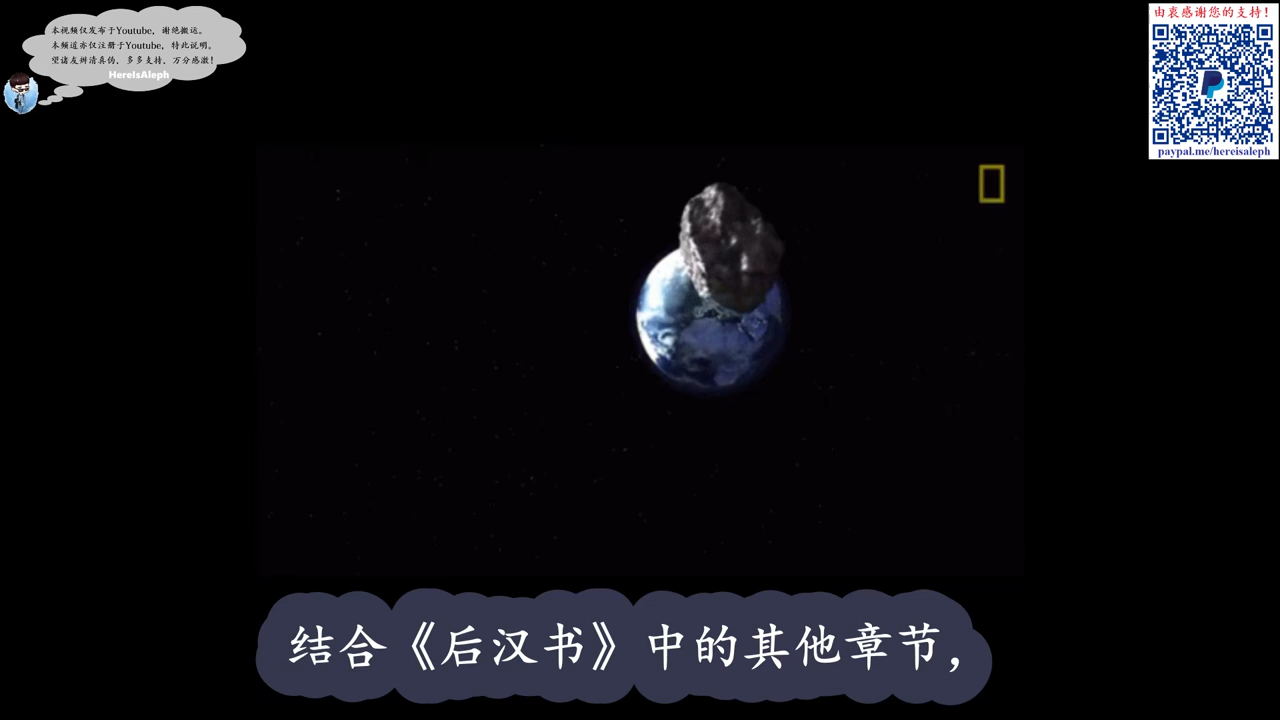 本视频仅发布于Youtube，谢绝搬运。
本频道亦仅注册于Youtube，特此说明。
望诸友辨清真伪，多多支持，万分感激！
HereIsAleph
由衷感谢您的支持！
paypal.me/hereisaleph
结合《后汉书》中的其他章节，